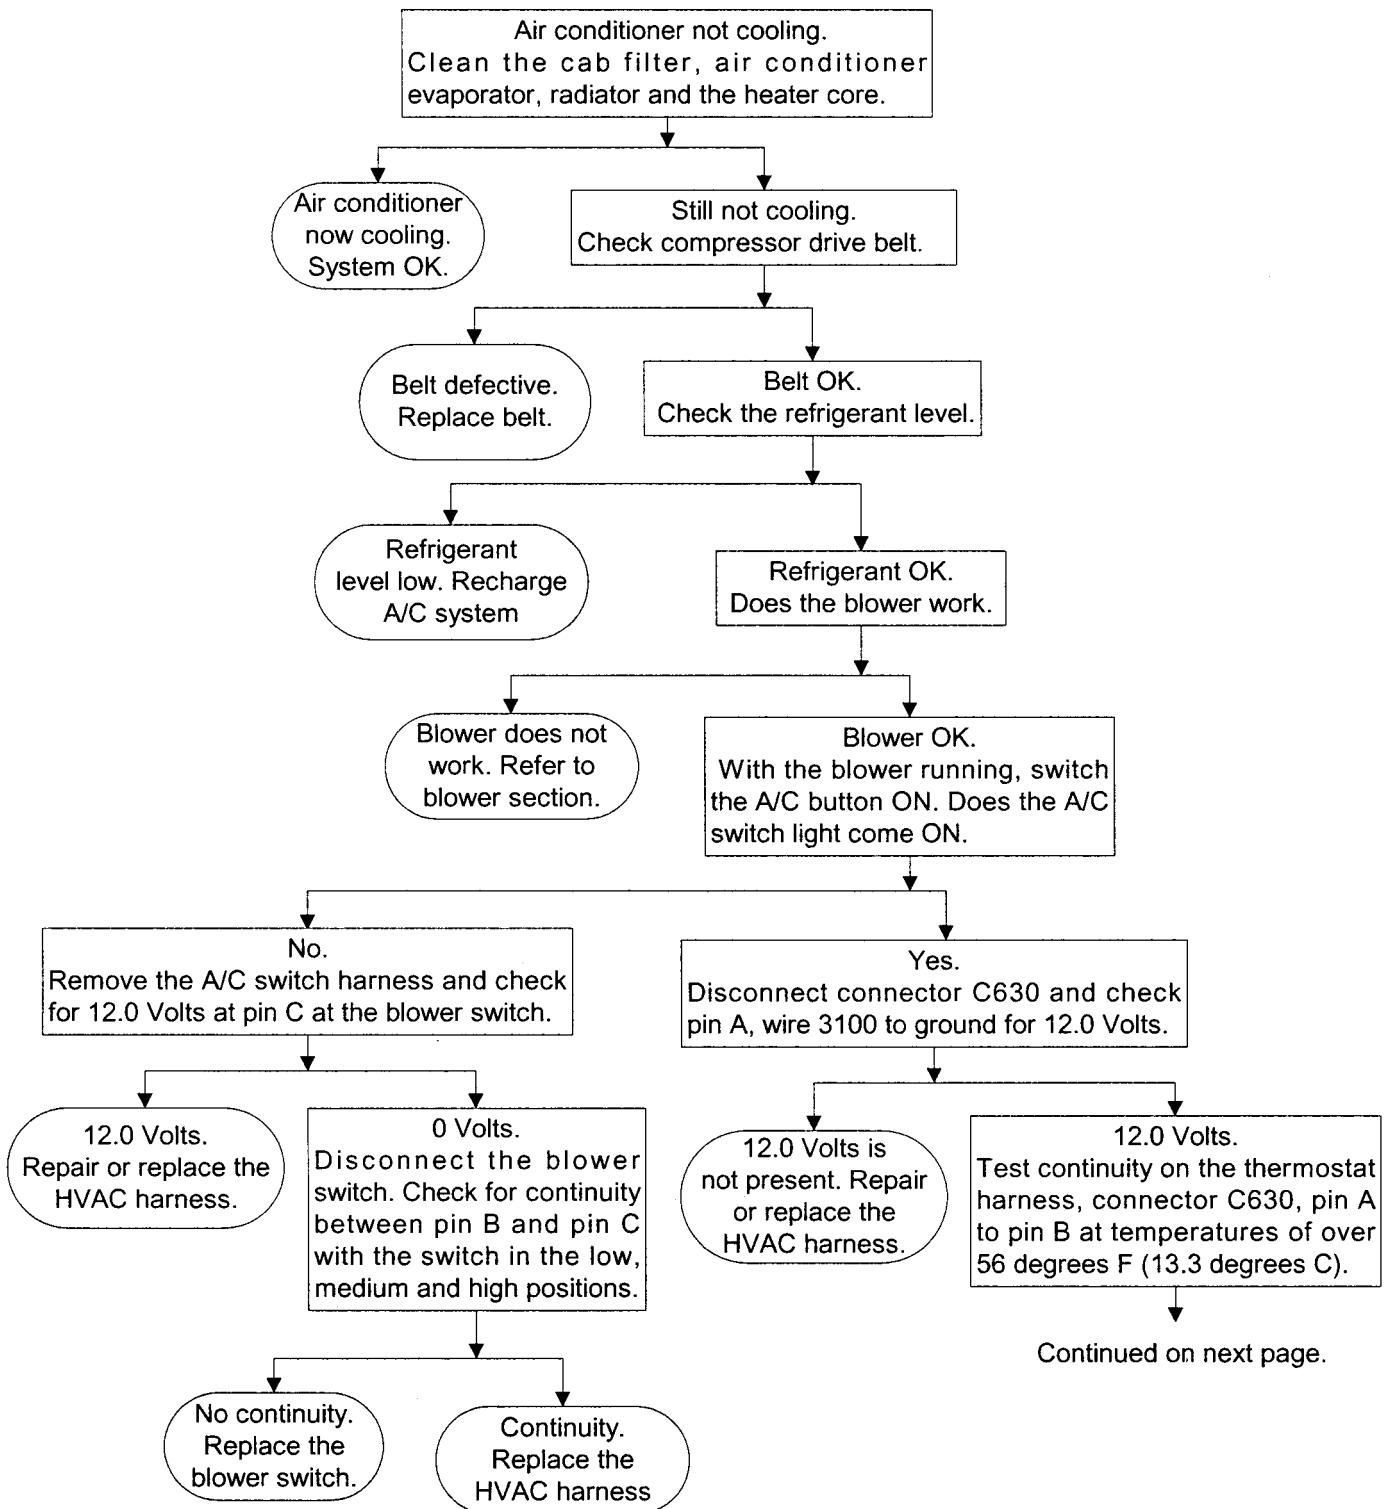 Air conditioner not cooling.
Clean the cab filter, air conditioner
evaporator, radiator and the heater core.
Air conditioner
now cooling.
System OK.
Still not cooling.
Check compressor drive belt.
Belt defective.
Replace belt.
Belt OK.
Check the refrigerant level.
Refrigerant
level low. Recharge
A/C system
Refrigerant OK.
Does the blower work.
Blower does not
work. Refer to
blower section.
Blower OK.
With the blower running, switch
the A/C button ON. Does the A/C
switch light come ON.
No.
Remove the A/C switch harness and check
for 12.0 Volts at pin C at the blower switch.
Yes.
Disconnect connector C630 and check
pin A, wire 3100 to ground for 12.0 Volts.
12.0 Volts.
Repair or replace the
HVAC harness.
0 Volts.
Disconnect the blower
switch. Check for continuity
between pin B and pin C
with the switch in the low,
medium and high positions.
12.0 Volts is
not present. Repair
or replace the
HVAC harness.
12.0 Volts.
Test continuity on the thermostat
harness, connector C630, pin A
to pin B at temperatures of over
56 degrees F (13.3 degrees C).
Continued on next page.
No continuity.
Replace the
blower switch.
Continuity.
Replace the
HVAC harness